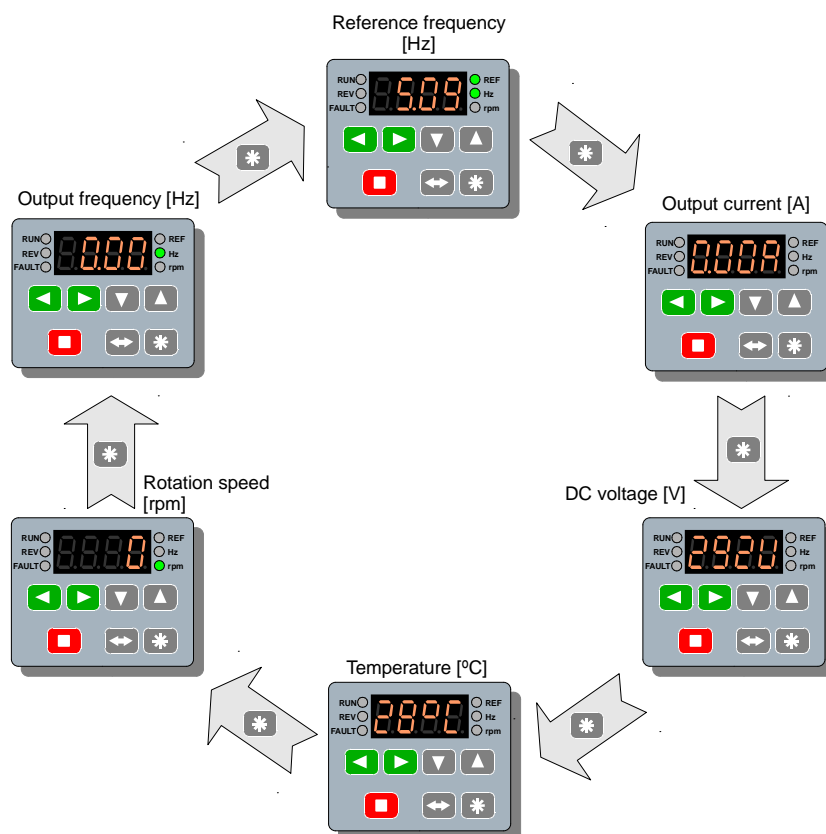 Reference frequency
[Hz]
RUN 5.09 REF
REV Hz
FAULT rpm
Output frequency [Hz]
RUN 0.00 REF
REV Hz
FAULT rpm
Output current [A]
RUN 0.00A REF
REV Hz
FAULT rpm
Rotation speed
[rpm]
RUN 0 REF
REV Hz
FAULT rpm
DC voltage [V]
RUN 292U REF
REV Hz
FAULT rpm
Temperature [ºC]
RUN 28ºC REF
REV Hz
FAULT rpm